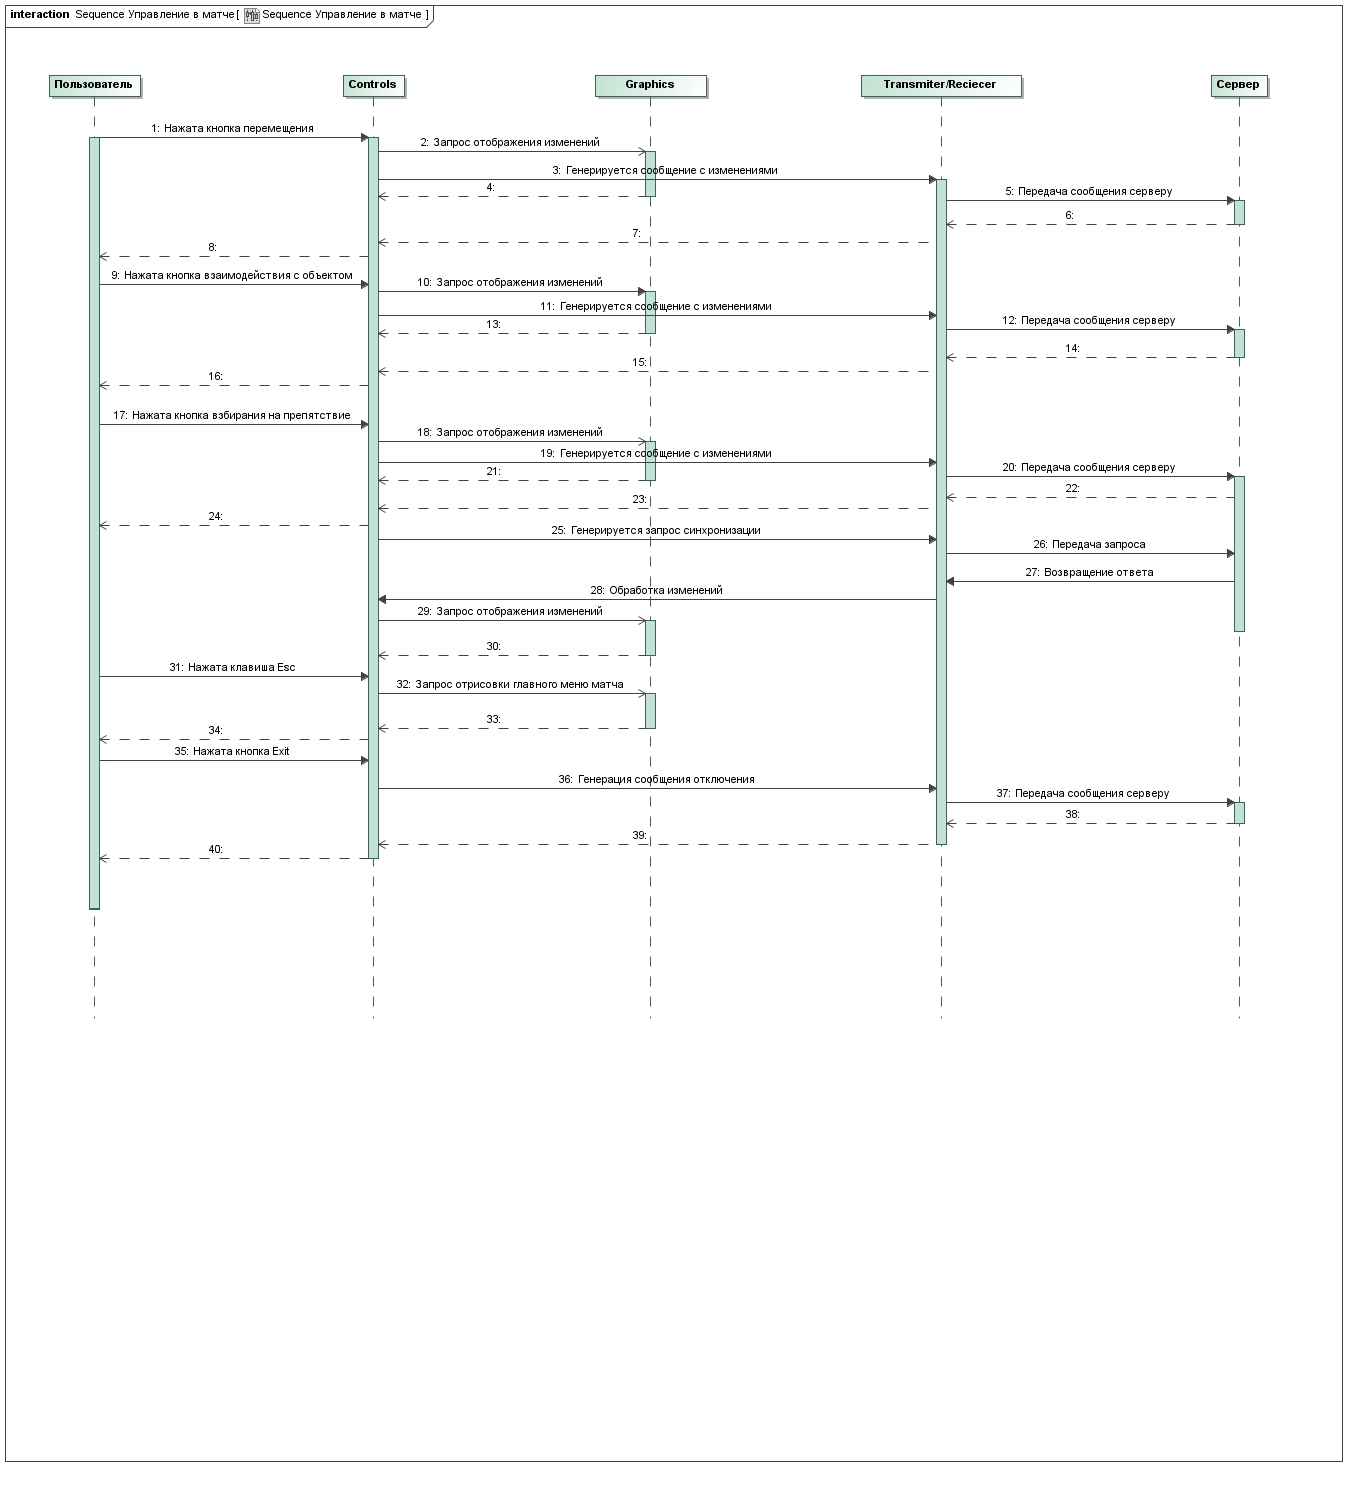 interaction Sequence Управление в матче[ Sequence Управление в матче ]
Пользователь Controls Graphics Transmiter/Reciecer Сервер
1: Нажата кнопка перемещения
2: Запрос отображения изменений
3: Генерируется сообщение с изменениями
4:
5: Передача сообщения серверу
6:
7:
8:
9: Нажата кнопка взаимодействия с объектом
10: Запрос отображения изменений
11: Генерируется сообщение с изменениями
12: Передача сообщения серверу
13:
14:
15:
16:
17: Нажата кнопка взбирания на препятствие
18: Запрос отображения изменений
19: Генерируется сообщение с изменениями
20: Передача сообщения серверу
21:
22:
23:
24:
25: Генерируется запрос синхронизации
26: Передача запроса
27: Возвращение ответа
28: Обработка изменений
29: Запрос отображения изменений
30:
31: Нажата клавиша Esc
32: Запрос отрисовки главного меню матча
33:
34:
35: Нажата кнопка Exit
36: Генерация сообщения отключения
37: Передача сообщения серверу
38:
39:
40: